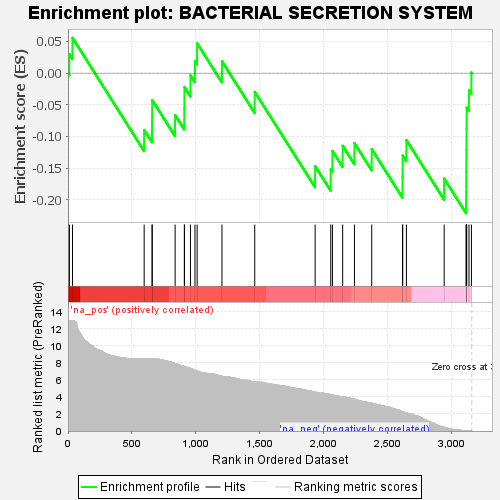 Enrichment plot: BACTERIAL SECRETION SYSTEM
Enrichment score (ES)
0.05
0.00
-0.05
-0.10
-0.15
-0.20
'na_pos' (positively correlated)
Ranked list metric (PreRanked)
14
12
10
8
6
4
2
0
Zero cross at
'na_neg' (negatively correlated)
0 500 1,000 1,500 2,000 2,500 3,000
Rank in Ordered Dataset
Enrichment profile Hits Ranking metric scores